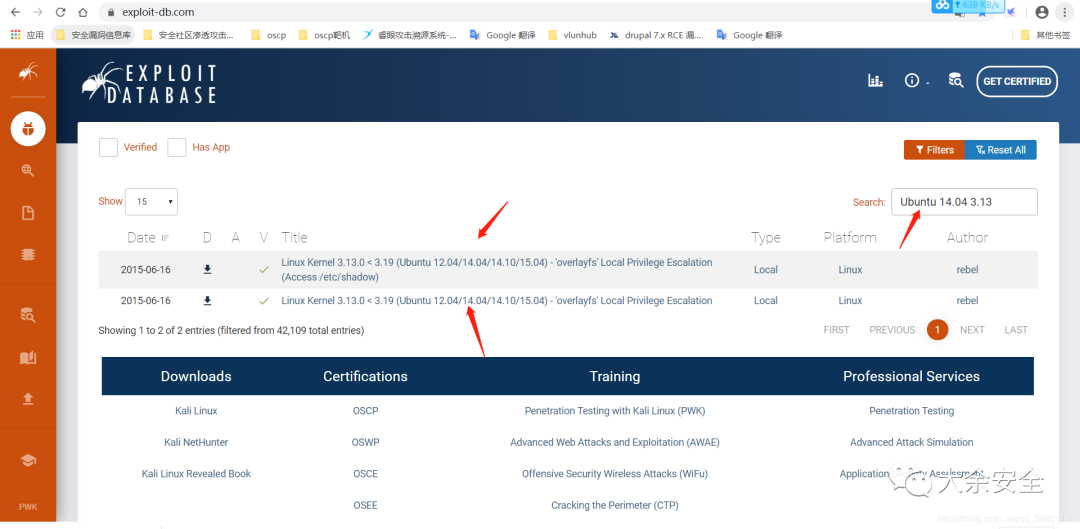 exploit-db.com
638 KB/s
应用
安全漏洞信息库
安全社区渗透攻击...
oscp
oscp靶机
睿眼攻击溯源系统-...
Google 翻译
vlunhub
drupal 7.x RCE 漏...
Google 翻译
其他书签
EXPLOIT
DATABASE
GET CERTIFIED
Verified
Has App
Filters
Reset All
Show
15
Search:
Ubuntu 14.04 3.13
Date D A V Title Type Platform Author
2015-06-16 Linux Kernel 3.13.0 < 3.19 (Ubuntu 12.04/14.04/14.10/15.04) - 'overlayfs' Local Privilege Escalation Local Linux rebel
(Access /etc/shadow)
2015-06-16 Linux Kernel 3.13.0 < 3.19 (Ubuntu 12.04/14.04/14.10/15.04) - 'overlayfs' Local Privilege Escalation Local Linux rebel
Showing 1 to 2 of 2 entries (filtered from 42,109 total entries)
FIRST PREVIOUS 1 NEXT LAST
Downloads Certifications Training Professional Services
Kali Linux OSCP Penetration Testing with Kali Linux (PWK) Penetration Testing
Kali NetHunter OSWP Advanced Web Attacks and Exploitation (AWAE) Advanced Attack Simulation
Kali Linux Revealed Book OSCE Offensive Security Wireless Attacks (WiFu) Application
OSEE Cracking the Perimeter (CTP)
PWK
大余安全